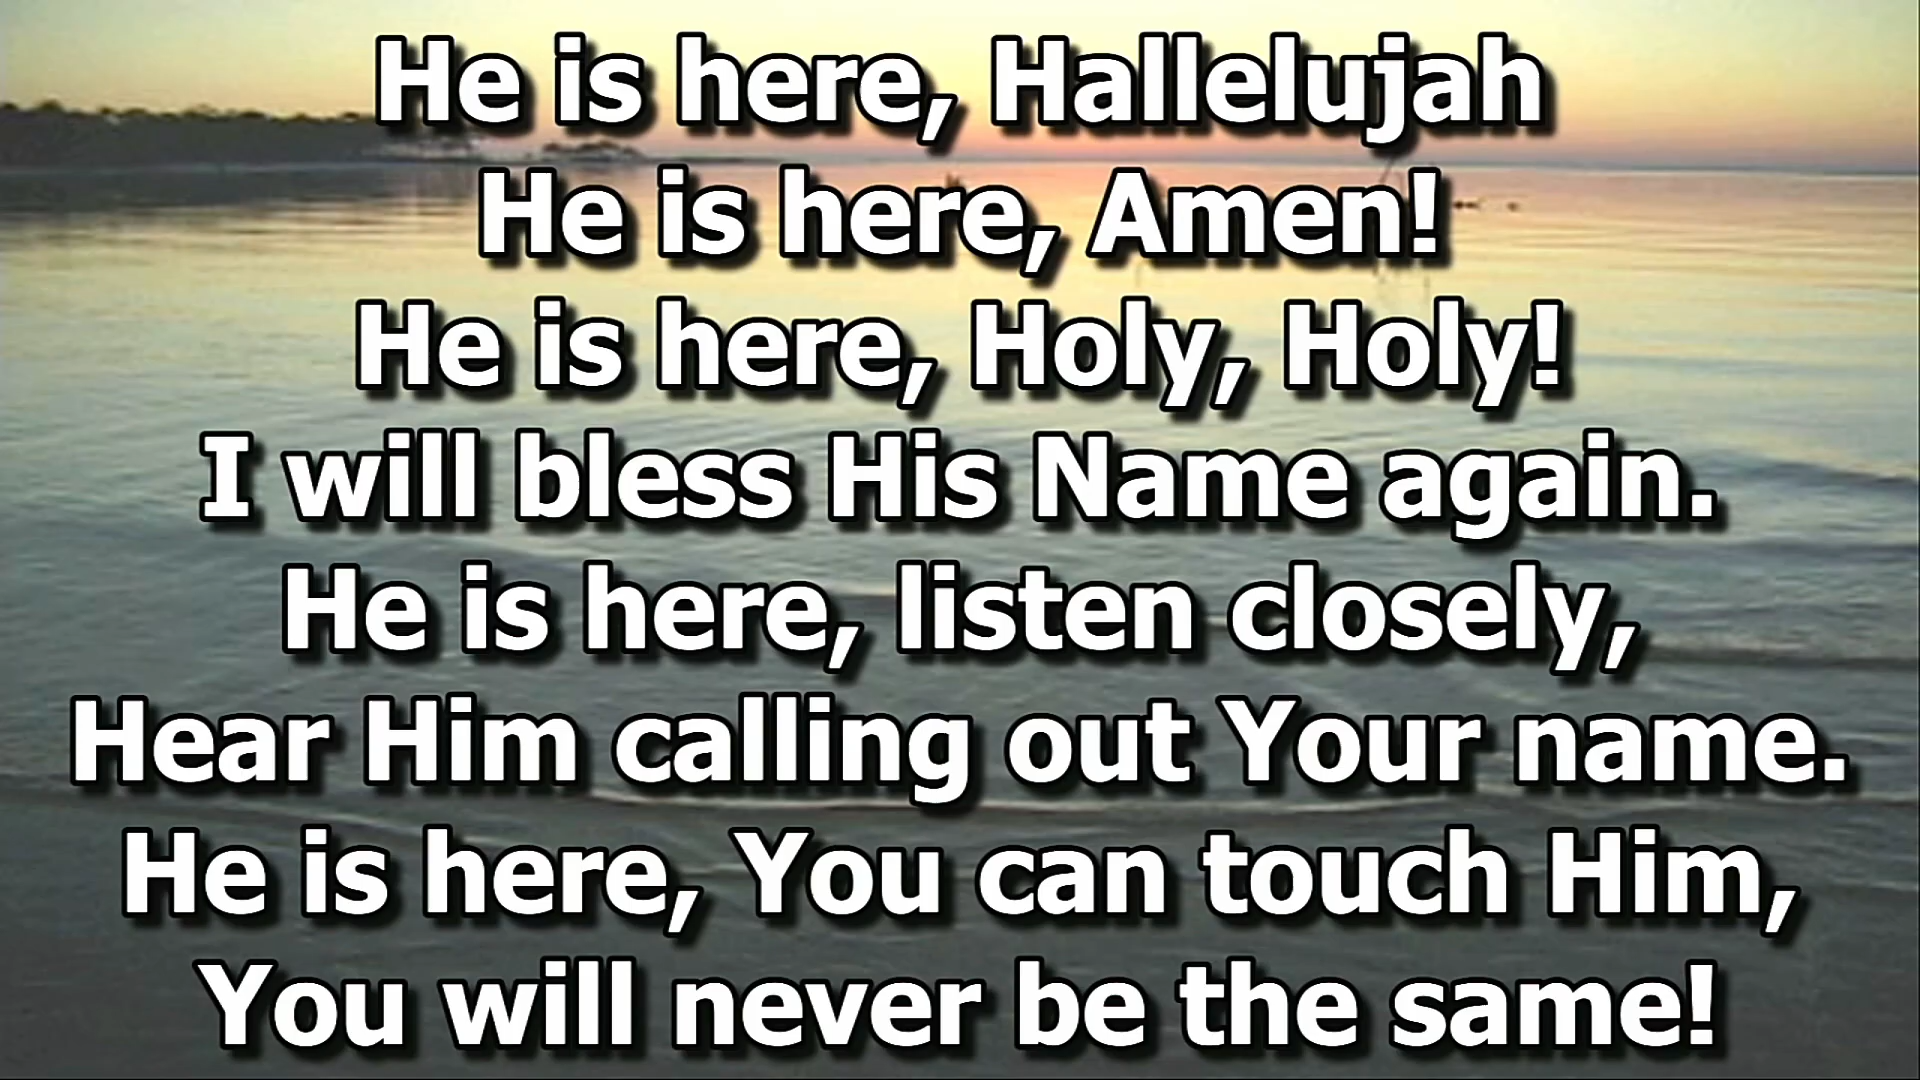 He is here, Hallelujah
He is here, Amen!
He is here, Holy, Holy!
I will bless His Name again.
He is here, listen closely,
Hear Him calling out Your name.
He is here, You can touch Him,
You will never be the same!